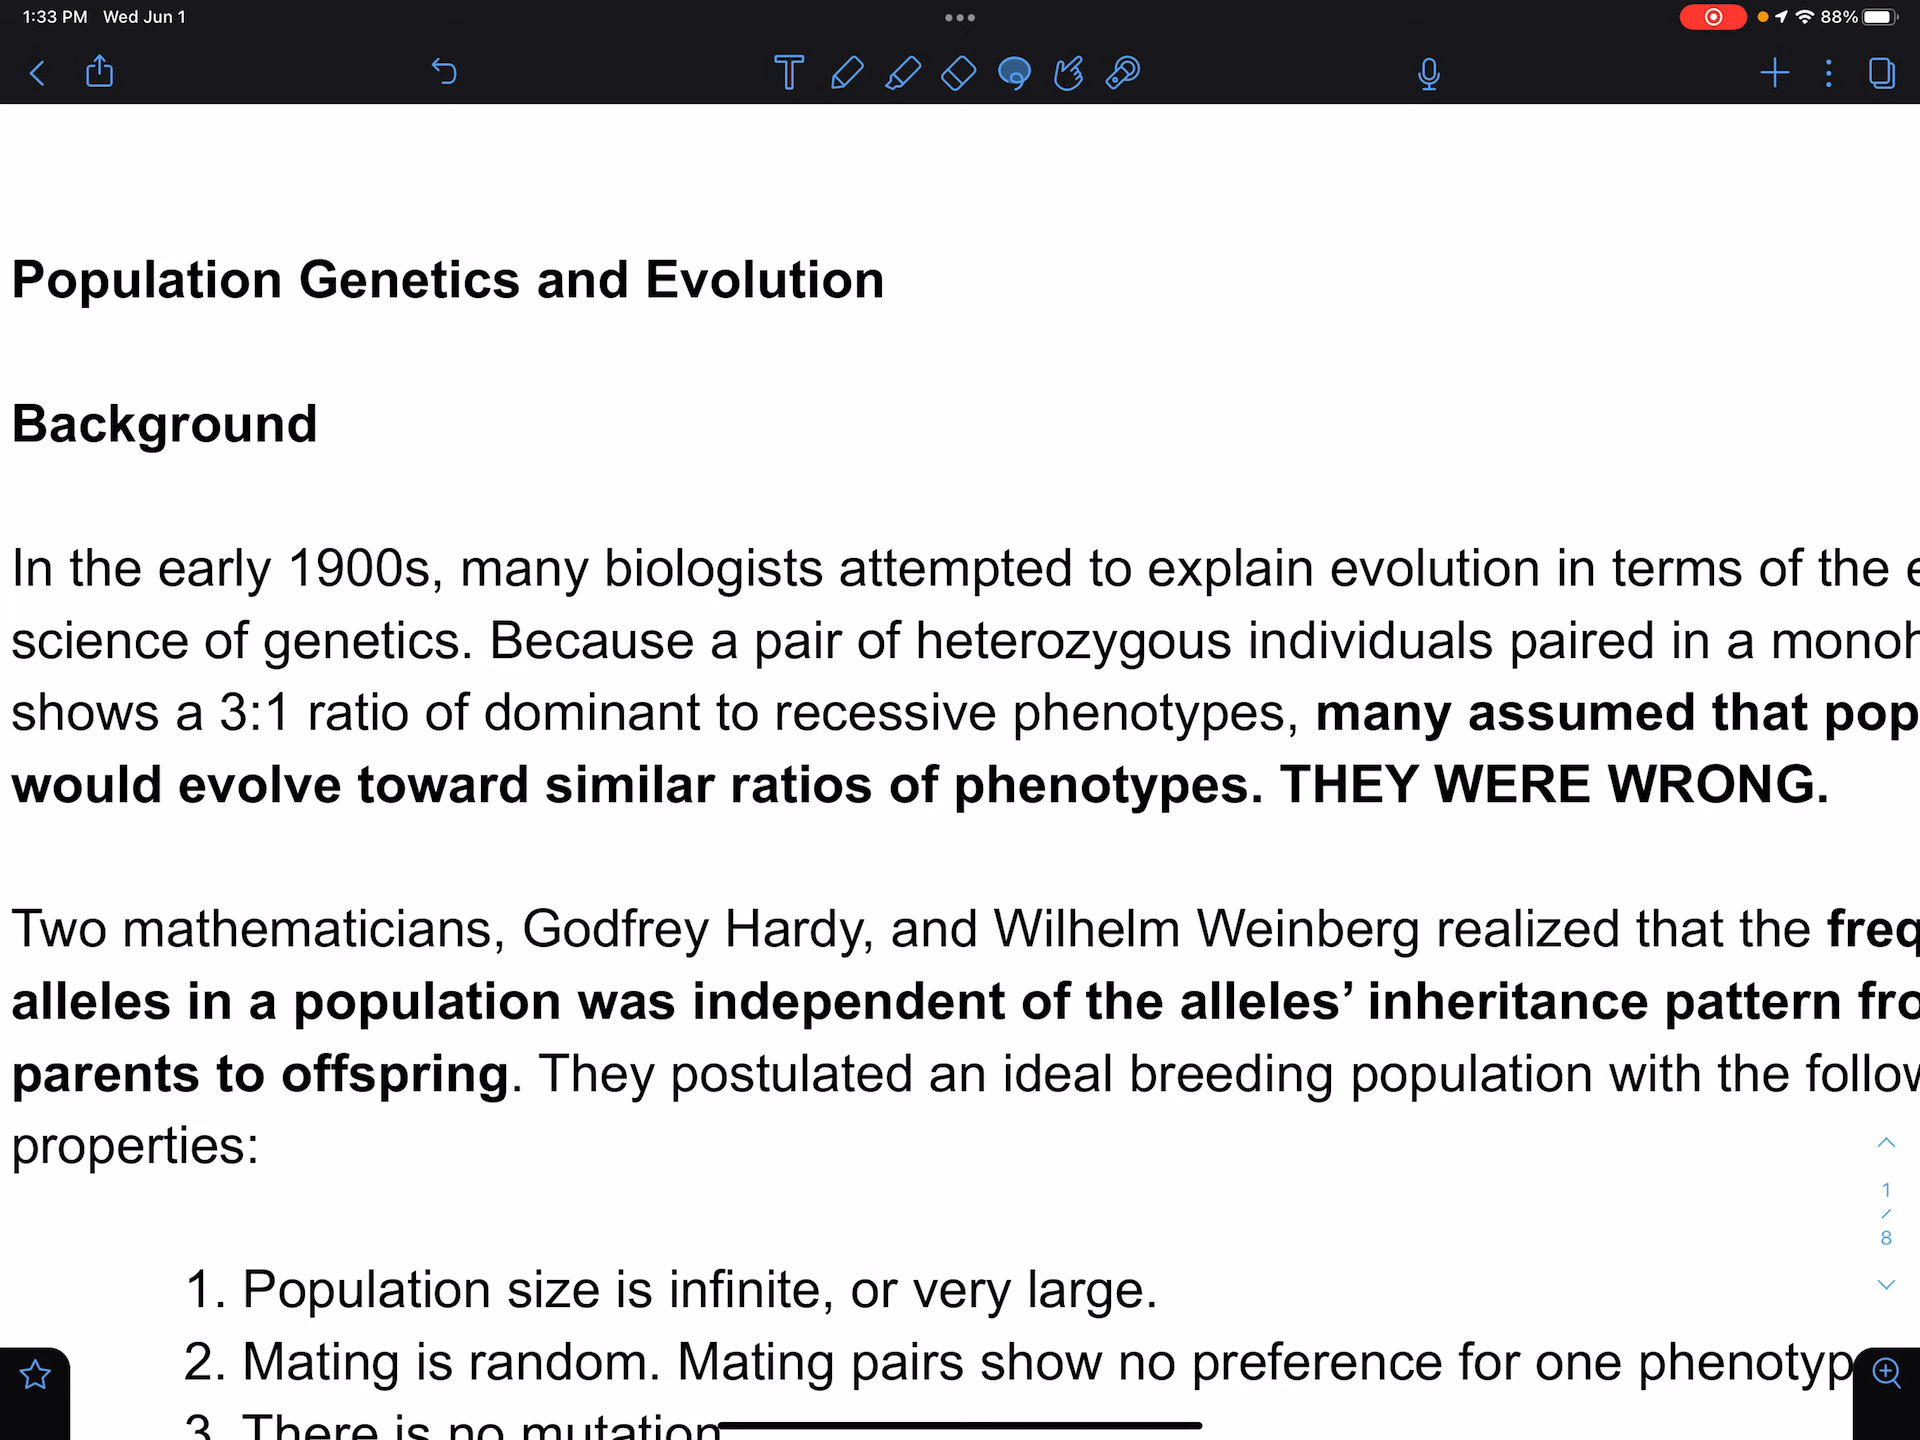 1:33 PM Wed Jun 1
88%
Population Genetics and Evolution
Background
In the early 1900s, many biologists attempted to explain evolution in terms of the
science of genetics. Because a pair of heterozygous individuals paired in a
shows a 3:1 ratio of dominant to recessive phenotypes, many assumed that
would evolve toward similar ratios of phenotypes. THEY WERE WRONG.
Two mathematicians, Godfrey Hardy, and Wilhelm Weinberg realized that the
alleles in a population was independent of the alleles’ inheritance pattern
parents to offspring. They postulated an ideal breeding population with the
properties:
1
/
8
1. Population size is infinite, or very large.
2. Mating is random. Mating pairs show no preference for one
3. There is no mutation